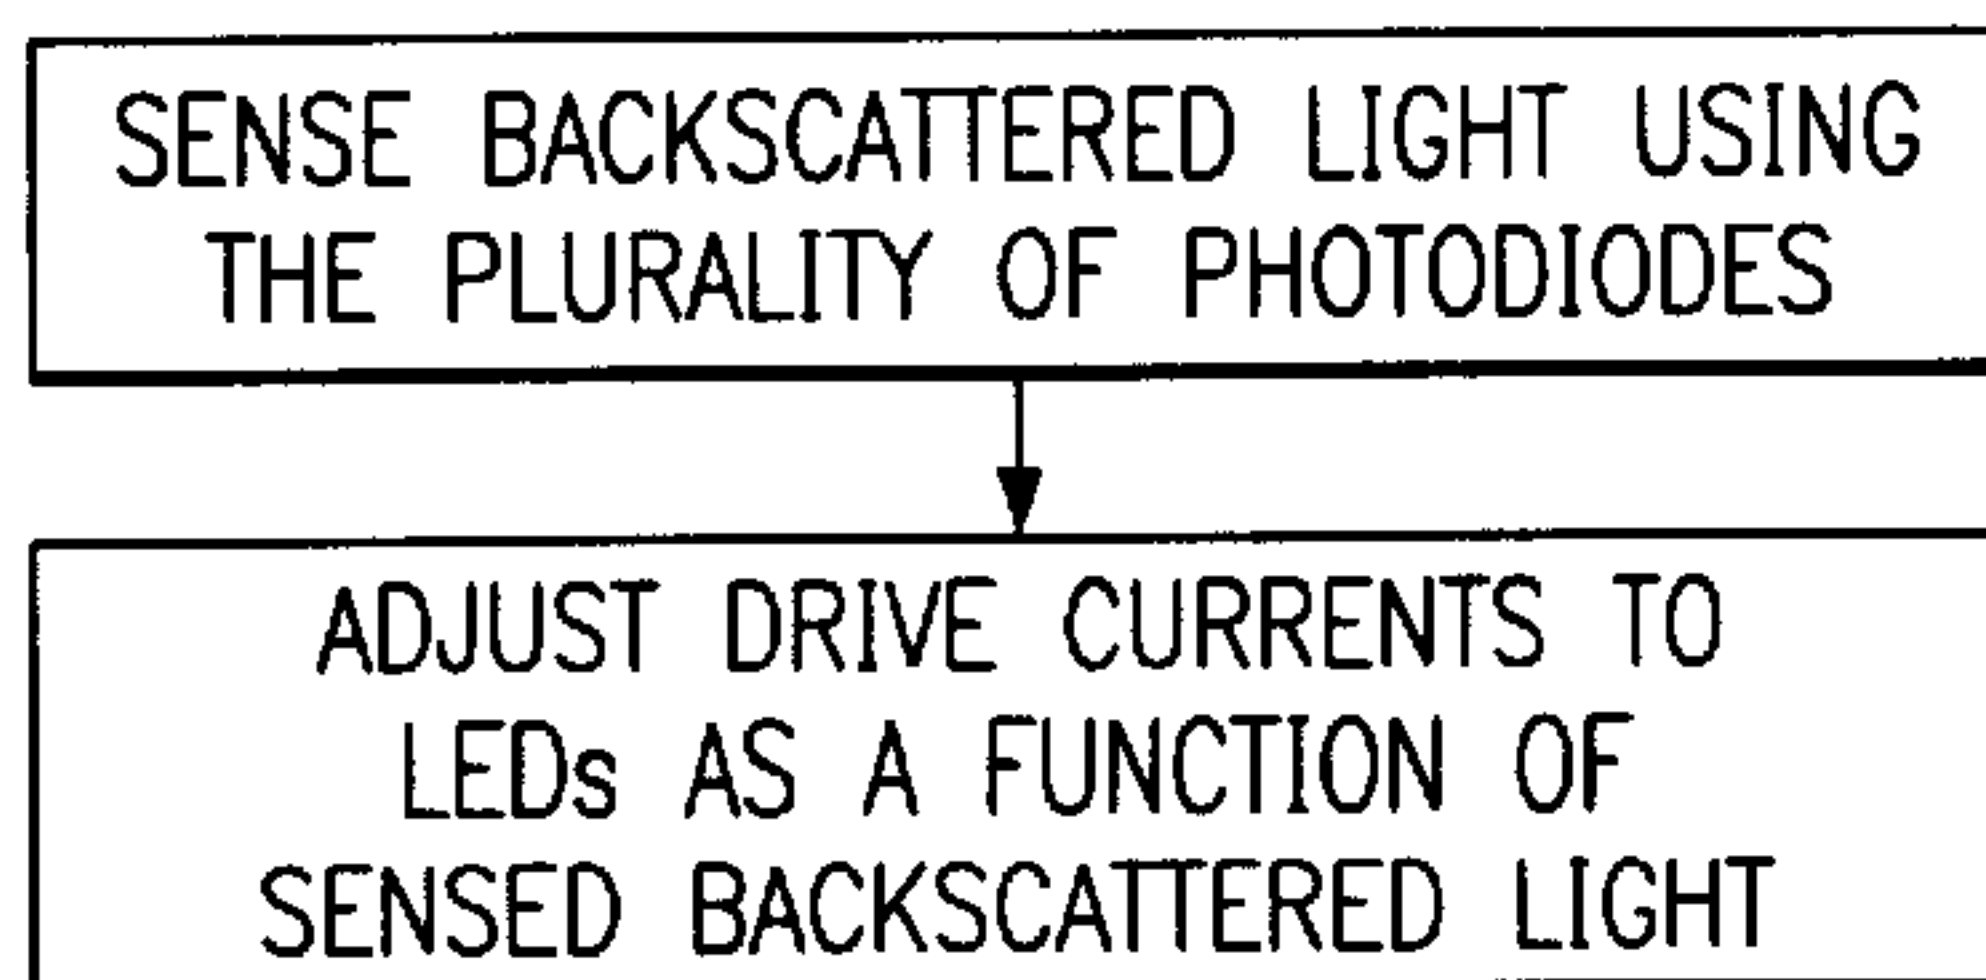 SENSE BACKSCATTERED LIGHT USING
THE PLURALITY OF PHOTODIODES
ADJUST DRIVE CURRENTS TO
LEDs AS A FUNCTION OF
SENSED BACKSCATTERED LIGHT